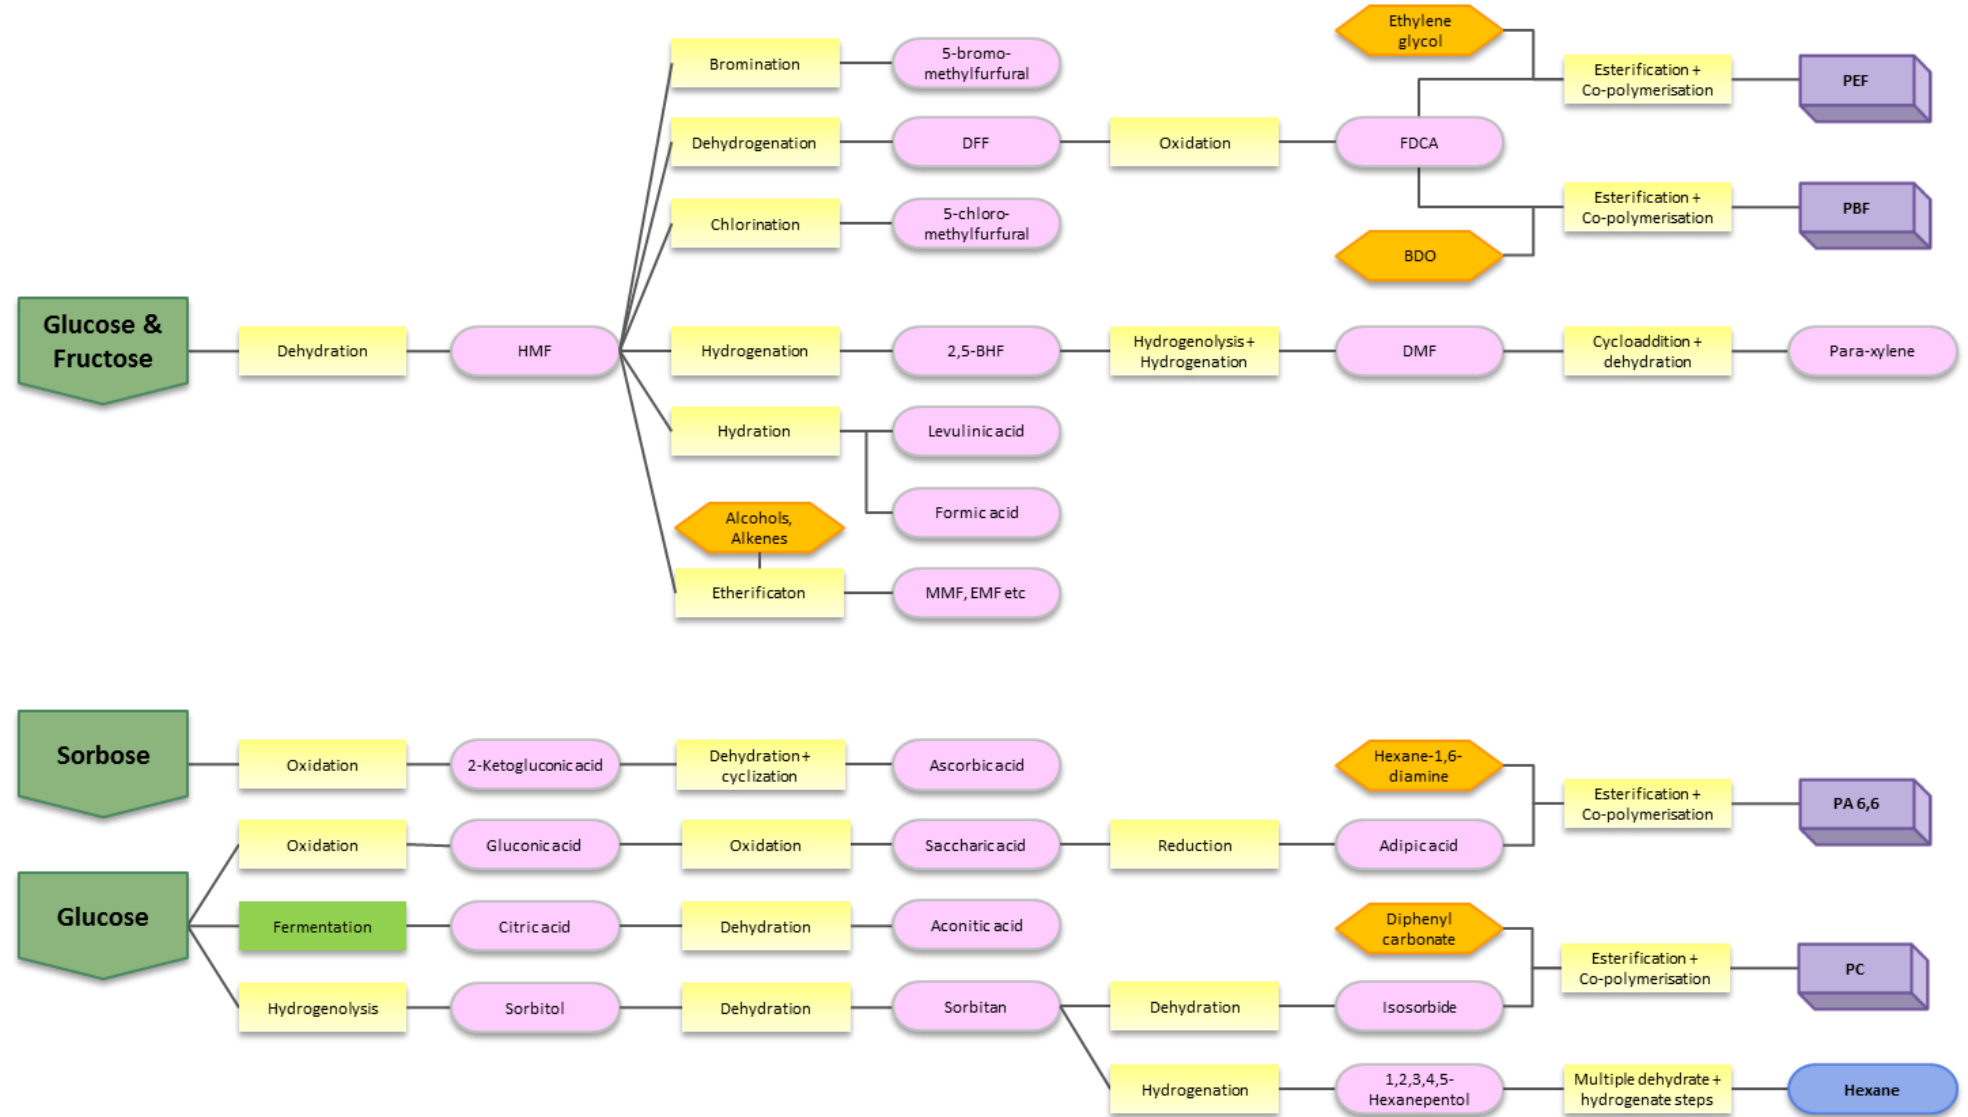 Ethylene
glycol
Bromination
5-bromo-
methylfurfural
Esterification +
Co-polymerisation
PEF
Dehydrogenation
DFF
Oxidation
FDCA
Chlorination
5-chloro-
methylfurfural
Esterification +
Co-polymerisation
PBF
BDO
Glucose &
Fructose
Dehydration
HMF
Hydrogenation
2,5-BHF
Hydrogenolysis +
Hydrogenation
DMF
Cycloaddition +
dehydration
Para-xylene
Hydration
Levulinic acid
Formic acid
Alcohols,
Alkenes
Etherificaton
MMF, EMF etc
Sorbose
Oxidation
2-Ketogluconic acid
Dehydration +
cyclization
Ascorbic acid
Hexane-1,6-
diamine
Esterification +
Co-polymerisation
PA 6,6
Oxidation
Gluconic acid
Oxidation
Saccharic acid
Reduction
Adipic acid
Glucose
Fermentation
Citric acid
Dehydration
Aconitic acid
Diphenyl
carbonate
Esterification +
Co-polymerisation
PC
Hydrogenolysis
Sorbitol
Dehydration
Sorbitan
Dehydration
Isosorbide
Hydrogenation
1,2,3,4,5-
Hexanepentol
Multiple dehydrate +
hydrogenate steps
Hexane